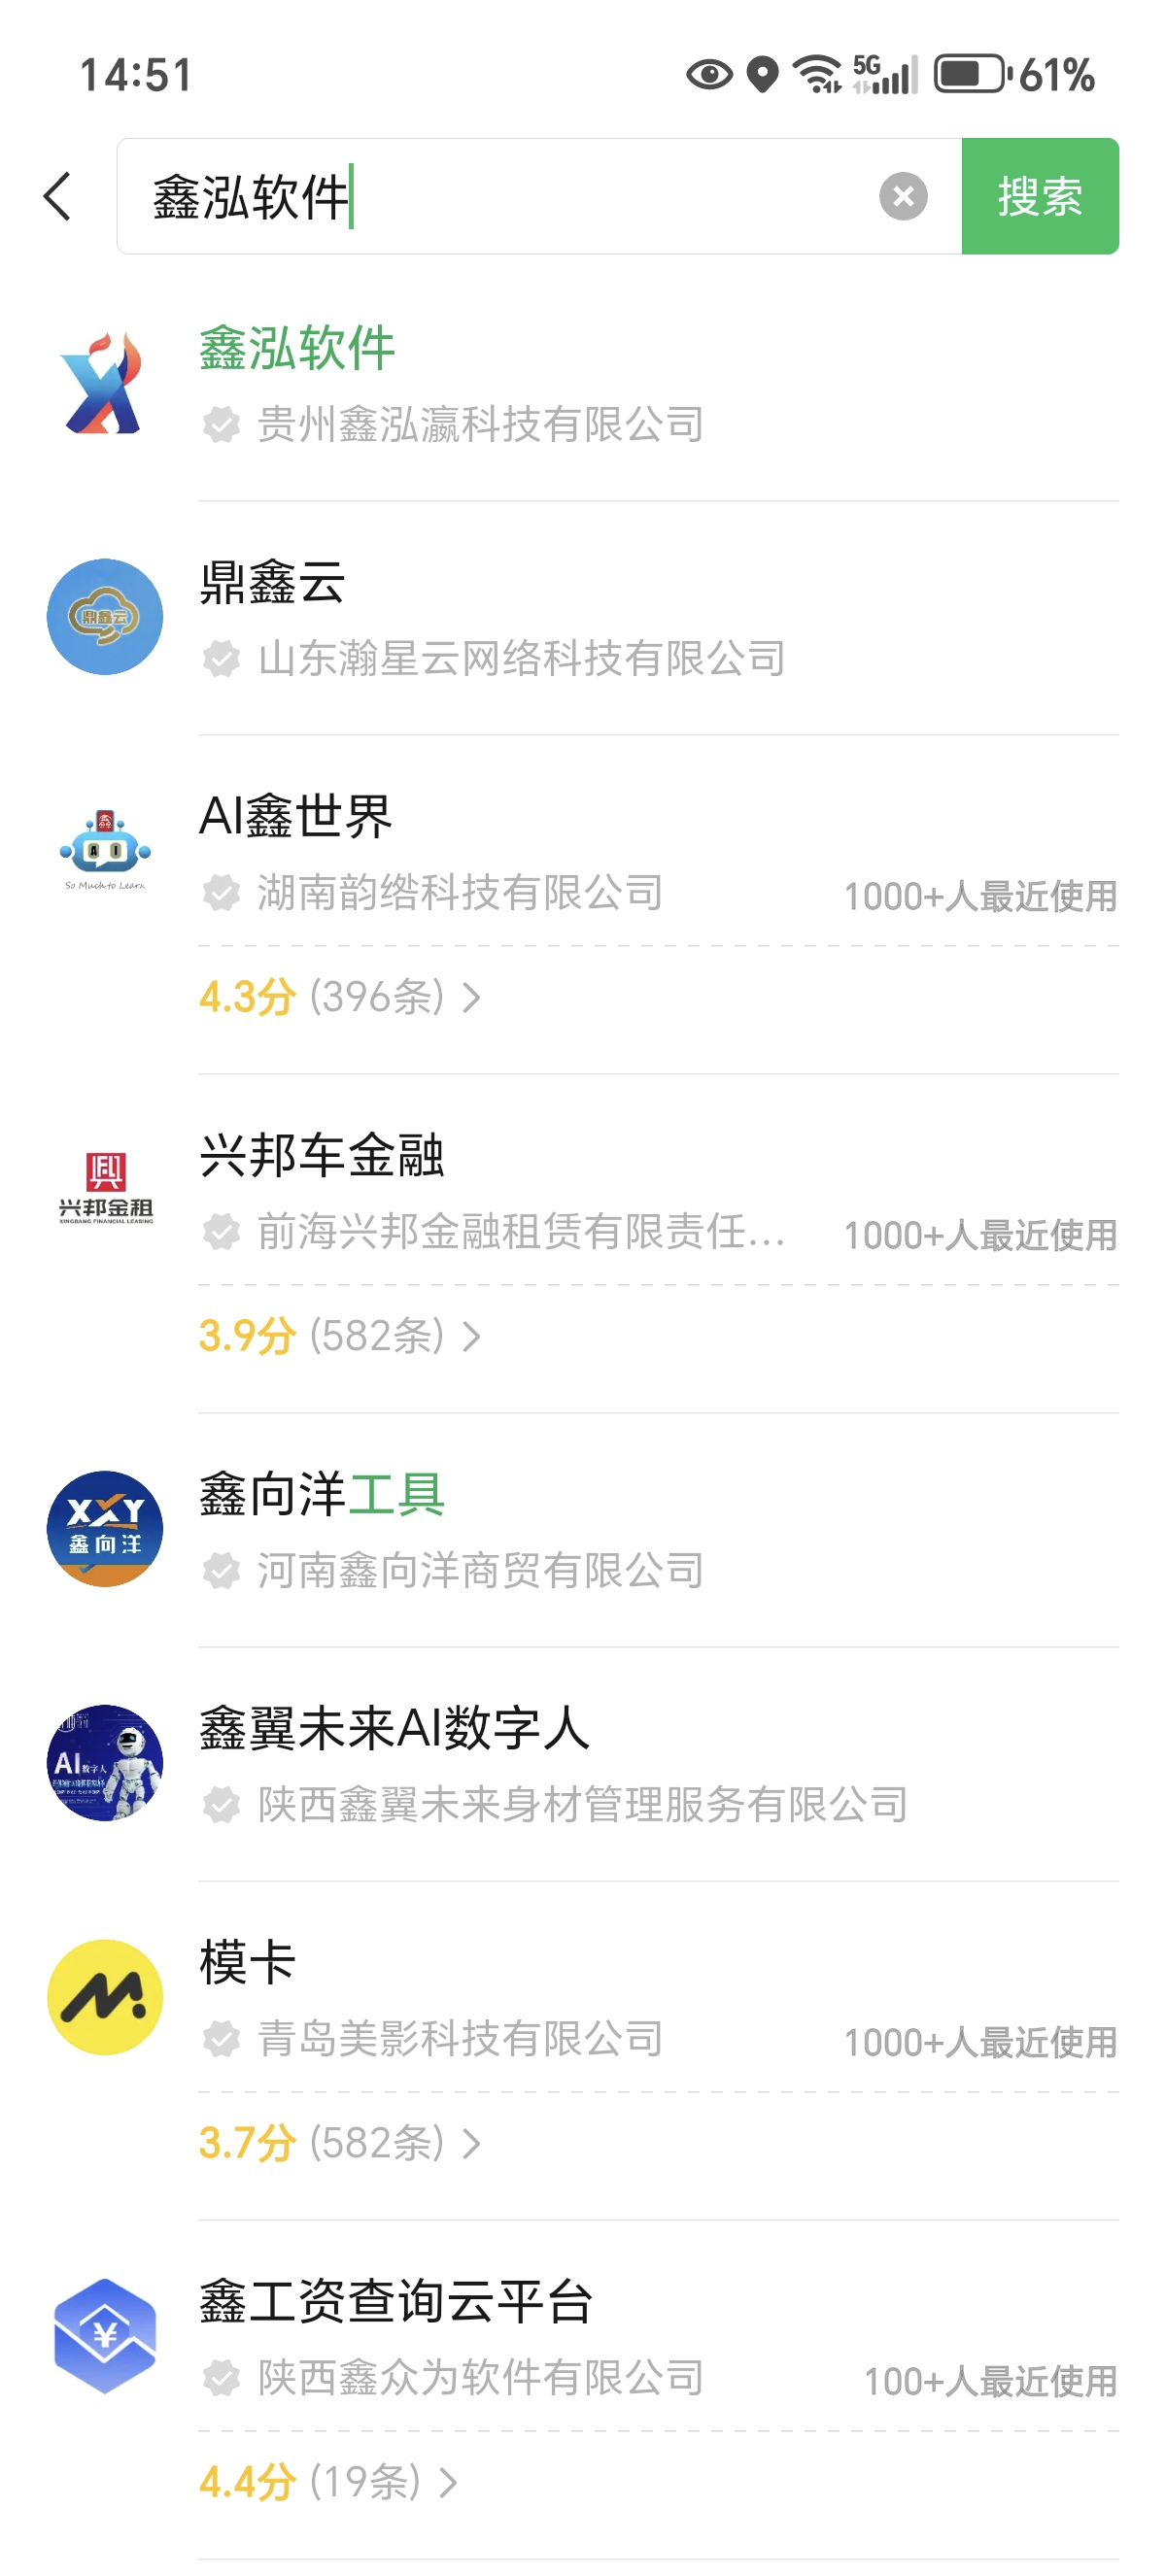 14:51
5G
61%
鑫泓软件
搜索
鑫泓软件
贵州鑫泓瀛科技有限公司
鼎鑫云
鼎鑫云
山东瀚星云网络科技有限公司
AI鑫世界
AI
So Much to Learn
湖南韵绺科技有限公司
1000+人最近使用
4.3分 (396条)
兴邦车金融
兴邦金租
XINGBANG FINANCIAL LEASING
前海兴邦金融租赁有限责任...
1000+人最近使用
3.9分 (582条)
鑫向洋工具
XXY
鑫向洋
河南鑫向洋商贸有限公司
鑫翼未来AI数字人
AI数字人
陕西鑫翼未来身材管理服务有限公司
模卡
青岛美影科技有限公司
1000+人最近使用
3.7分 (582条)
鑫工资查询云平台
¥
陕西鑫众为软件有限公司
100+人最近使用
4.4分 (19条)